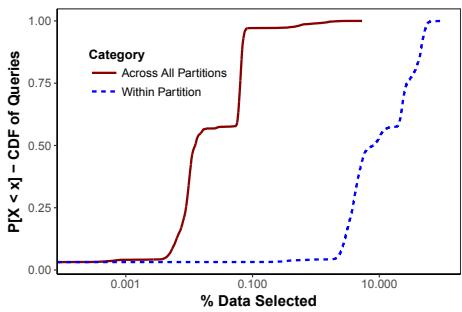 P[X < x] − CDF of Queries
1.00
0.75
0.50
0.25
0.00
Category
Across All Partitions
Within Partition
0.001
0.100
10.000
% Data Selected